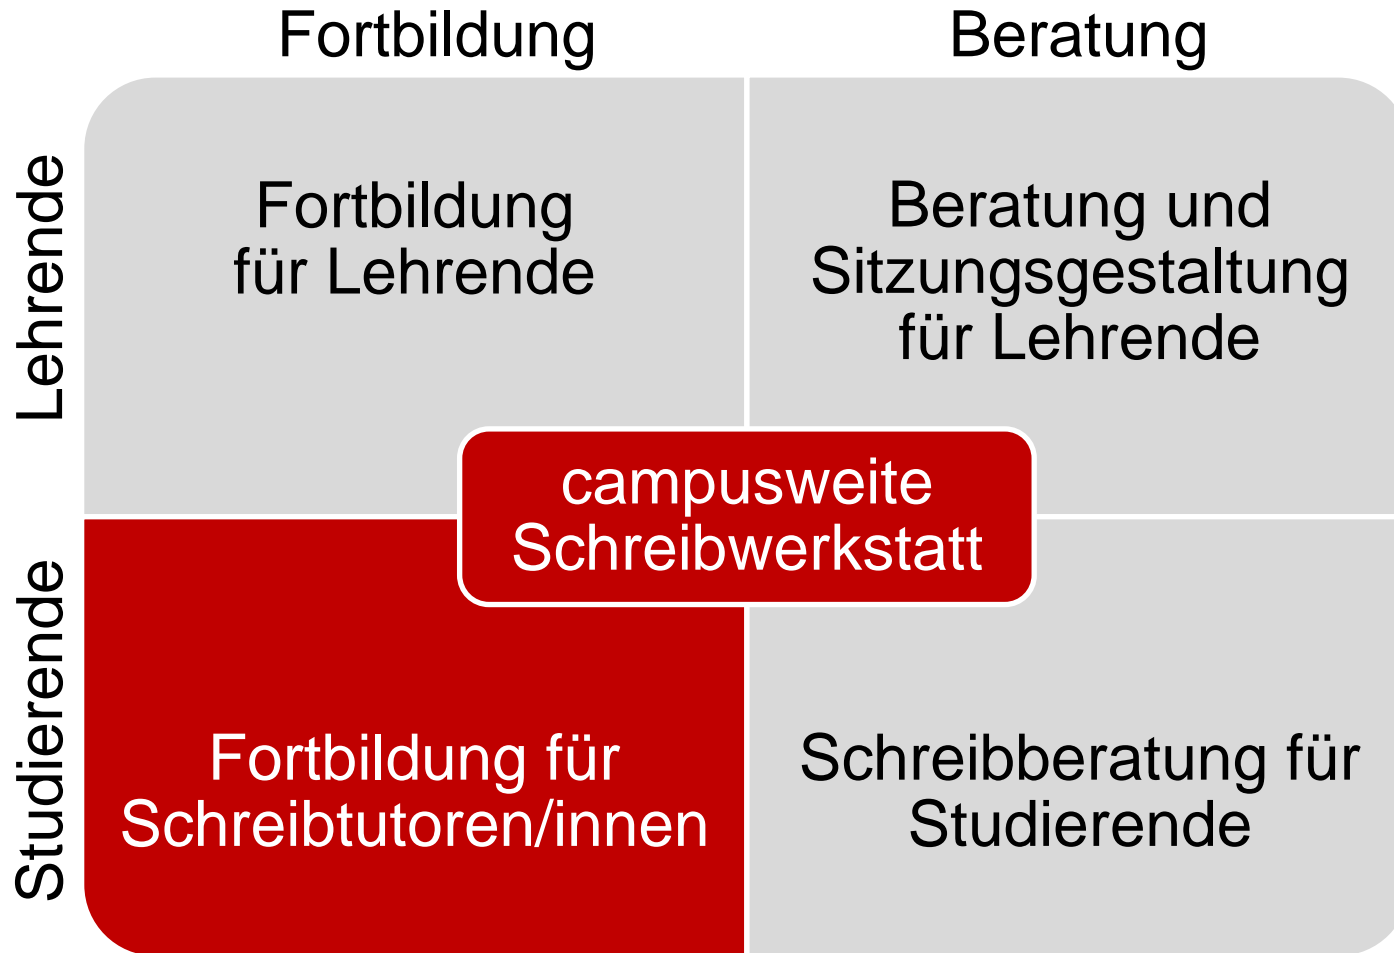 Fortbildung
Beratung
Lehrende
Fortbildung
für Lehrende
Beratung und
Sitzungsgestaltung
für Lehrende
campusweite
Schreibwerkstatt
Studierende
Fortbildung für
Schreibtutoren/innen
Schreibberatung für
Studierende